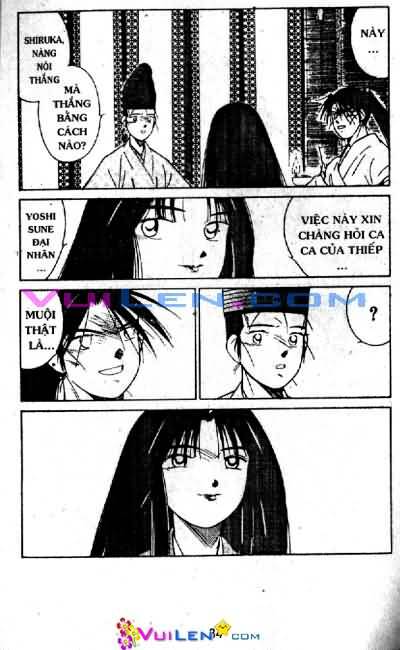 NÀY
...
SHIRUKA,
NÀNG
NÓI
THẮNG
MÀ
THẮNG
BẰNG
CÁCH
NÀO?
YOSHI
SUNE
ĐẠI
NHÂN
...
VIỆC NÀY XIN
CHÀNG HỎI CA
CA CỦA THIẾP
...
VUILEN.COM
MUỘI
THẬT
LÀ...
?
VUILEN.COM